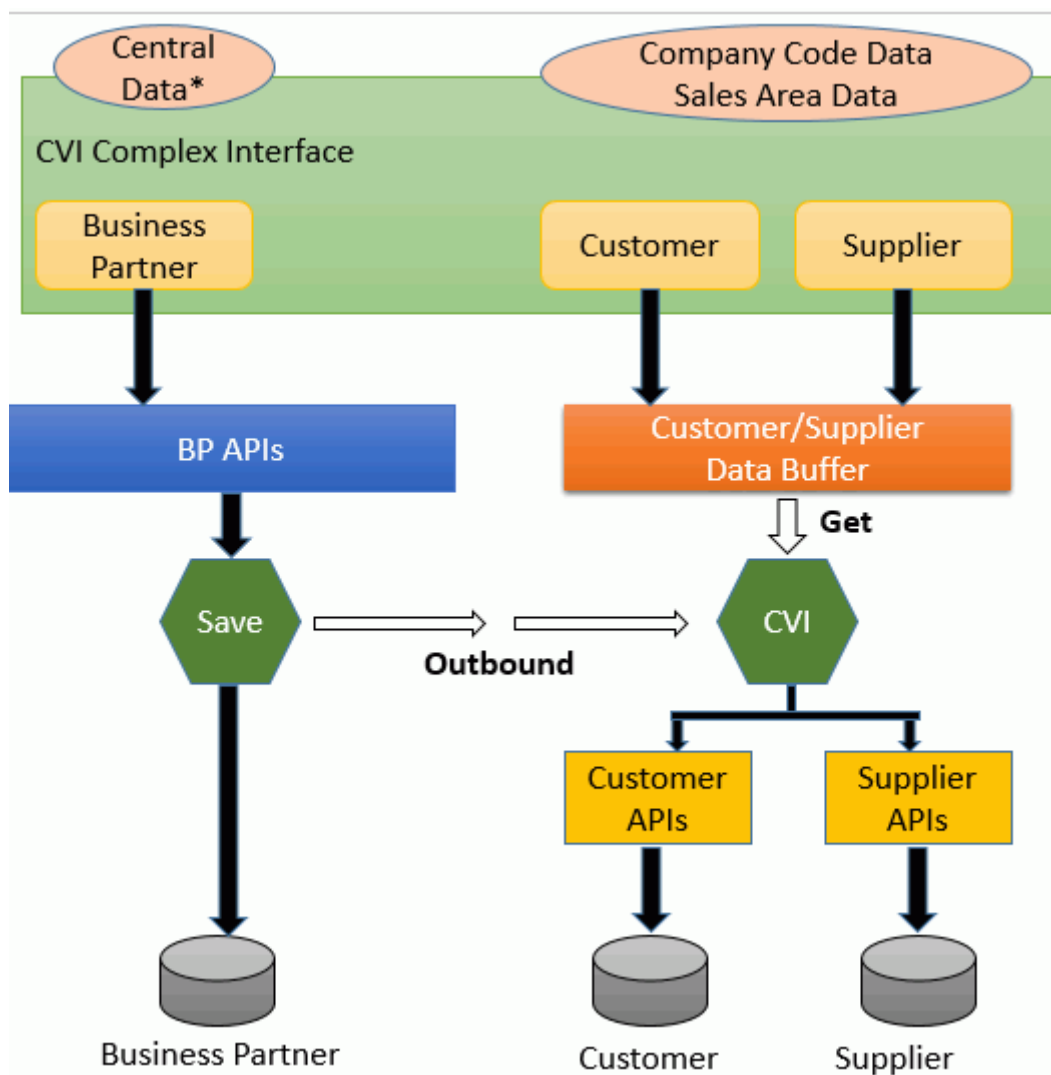 Central
Data*
Company Code Data
Sales Area Data
CVI Complex Interface
Business
Partner
Customer
Supplier
BP APIs
Customer/Supplier
Data Buffer
Get
Save
CVI
Outbound
Customer
APIs
Supplier
APIs
Business Partner
Customer
Supplier